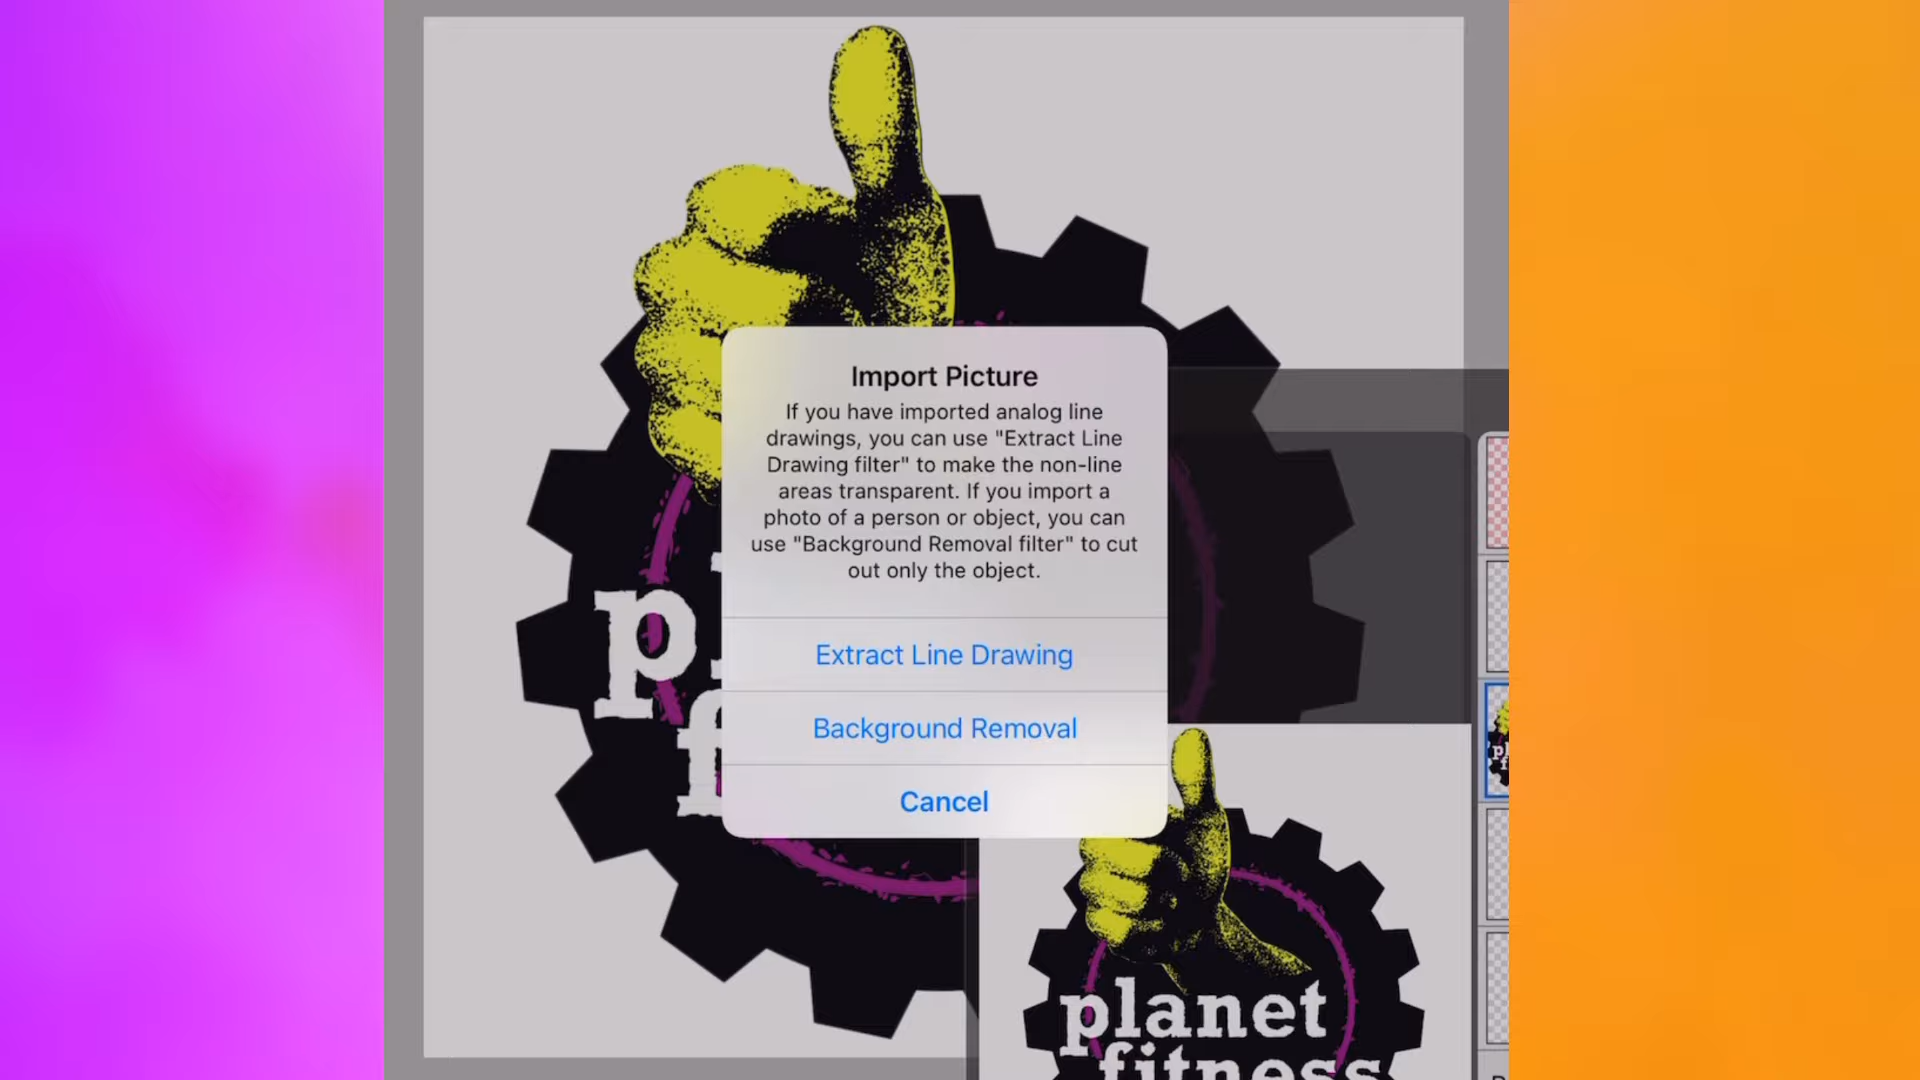 Import Picture
If you have imported analog line
drawings, you can use "Extract Line
Drawing filter" to make the non-line
areas transparent. If you import a
photo of a person or object, you can
use "Background Removal filter" to cut
out only the object.
Extract Line Drawing
Background Removal
Cancel
planet
fitness